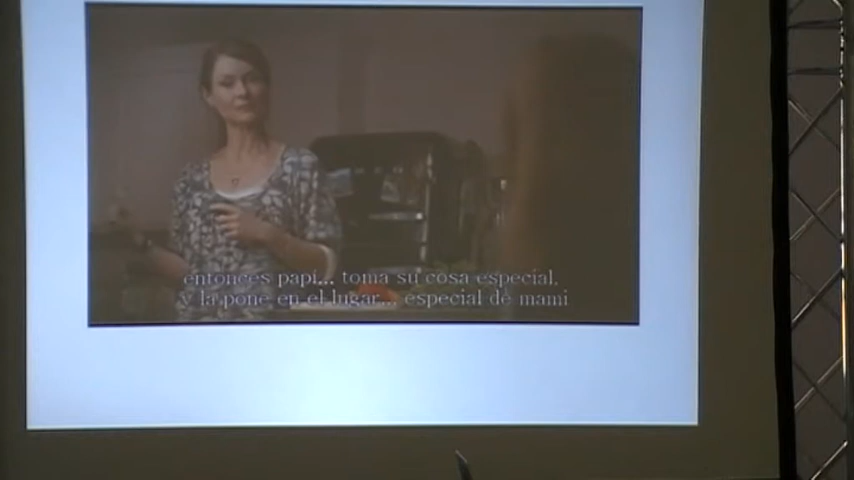 entonces papi... toma su cosa especial,
y la pone en el lugar... especial de mami